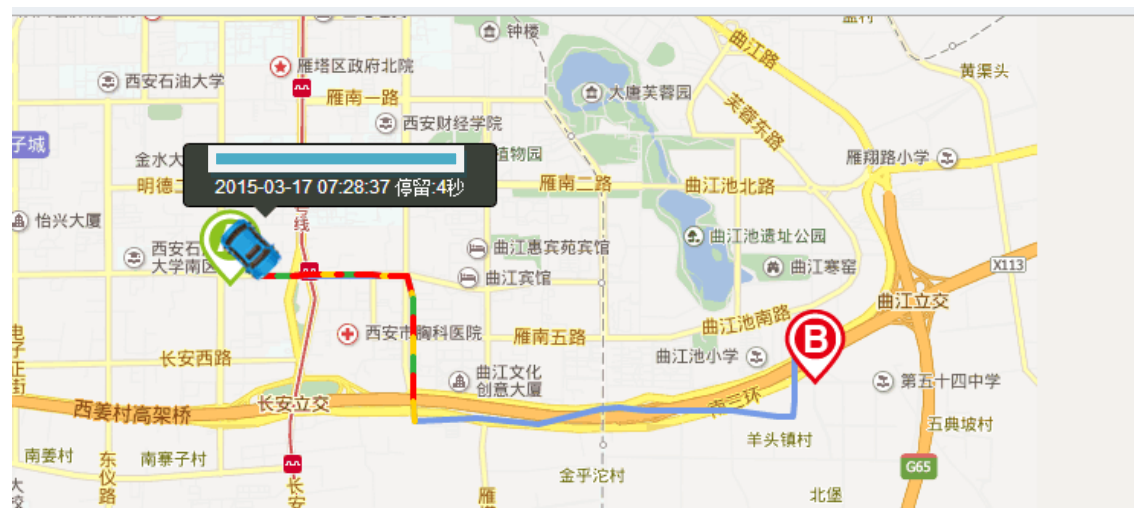 钟楼
曲江路
黄渠头
雁塔区政府北院
西安石油大学
雁南一路
大唐芙蓉园
芙蓉东路
西安财经学院
子城
金水大
植物园
雁翔路小学
2015-03-17 07:28:37 停留:4秒
明德二
雁南二路
曲江池北路
怡兴大厦
号线
西安石
大学南区
曲江惠宾苑宾馆
曲江池遗址公园
曲江宾馆
曲江寒窑
X113
曲江立交
西安市胸科医院
雁南五路
曲江池南路
B
电子正街
长安西路
曲江池小学
曲江文化
创意大厦
第五十四中学
西姜村高架桥
长安立交
南三环
五典坡村
羊头镇村
南姜村
东仪路
南寨子村
金乎沱村
G65
北堡
长安
雁